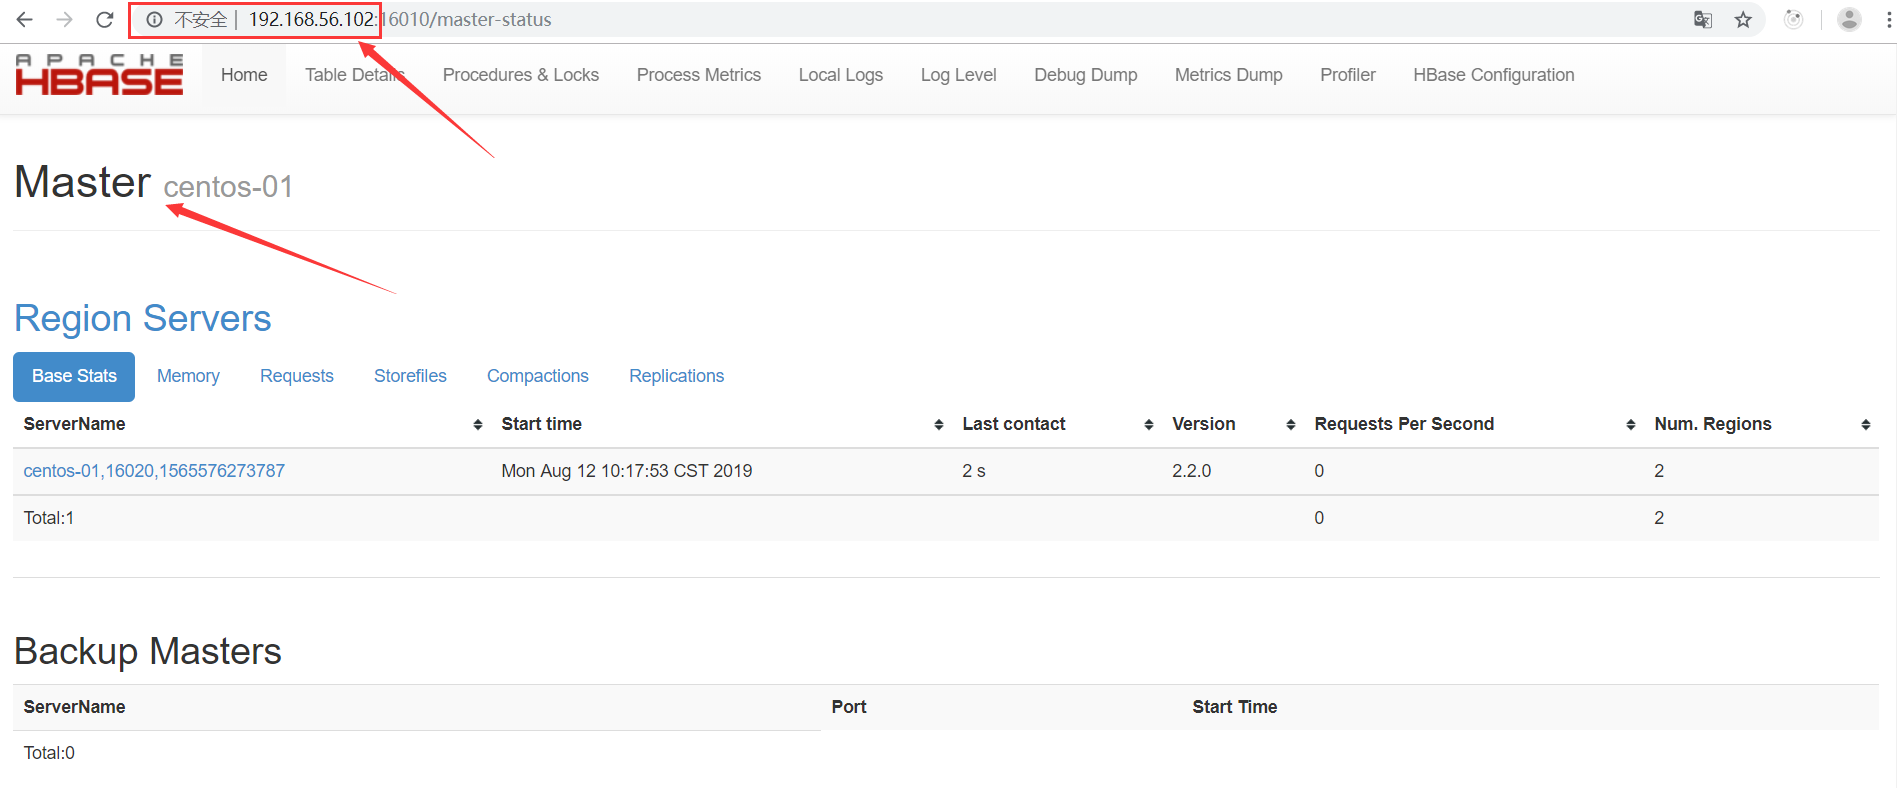 不安全 | 192.168.56.102:16010/master-status
APACHE
HBASE
Home Table Details Procedures & Locks Process Metrics Local Logs Log Level Debug Dump Metrics Dump Profiler HBase Configuration
Master centos-01
Region Servers
Base Stats Memory Requests Storefiles Compactions Replications
ServerName Start time Last contact Version Requests Per Second Num. Regions
centos-01,16020,1565576273787 Mon Aug 12 10:17:53 CST 2019 2 s 2.2.0 0 2
Total:1 0 2
Backup Masters
ServerName Port Start Time
Total:0